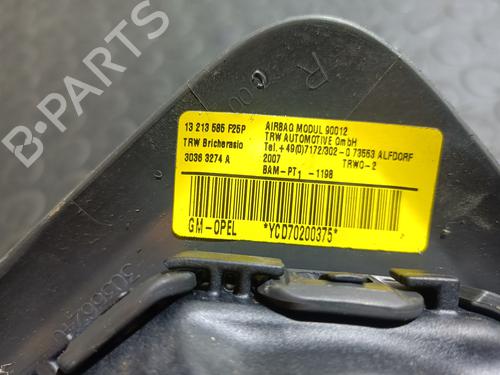 13 213 585 F25P
TRW Bricherasio
3036 3274 A
AIRBAG MODUL 90012
TRW AUTOMOTIVE GmbH
Tel. +49(0)7172/302-0 73553 ALFDORF
2007 TRWO-2
BAM-PT1 -1198
GM-OPEL *YCD70200375*
R
B-PARTS